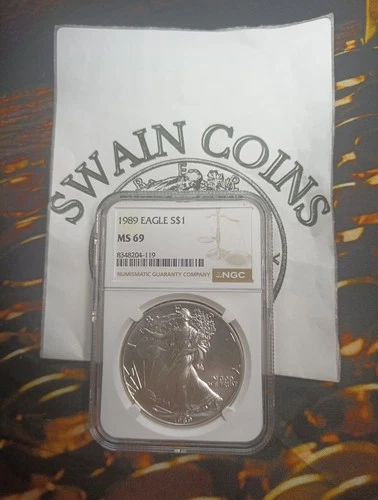 SWAIN COINS
1989 EAGLE S$1
MS 69
8348204-119
NUMISMATIC GUARANTY COMPANY
NGC